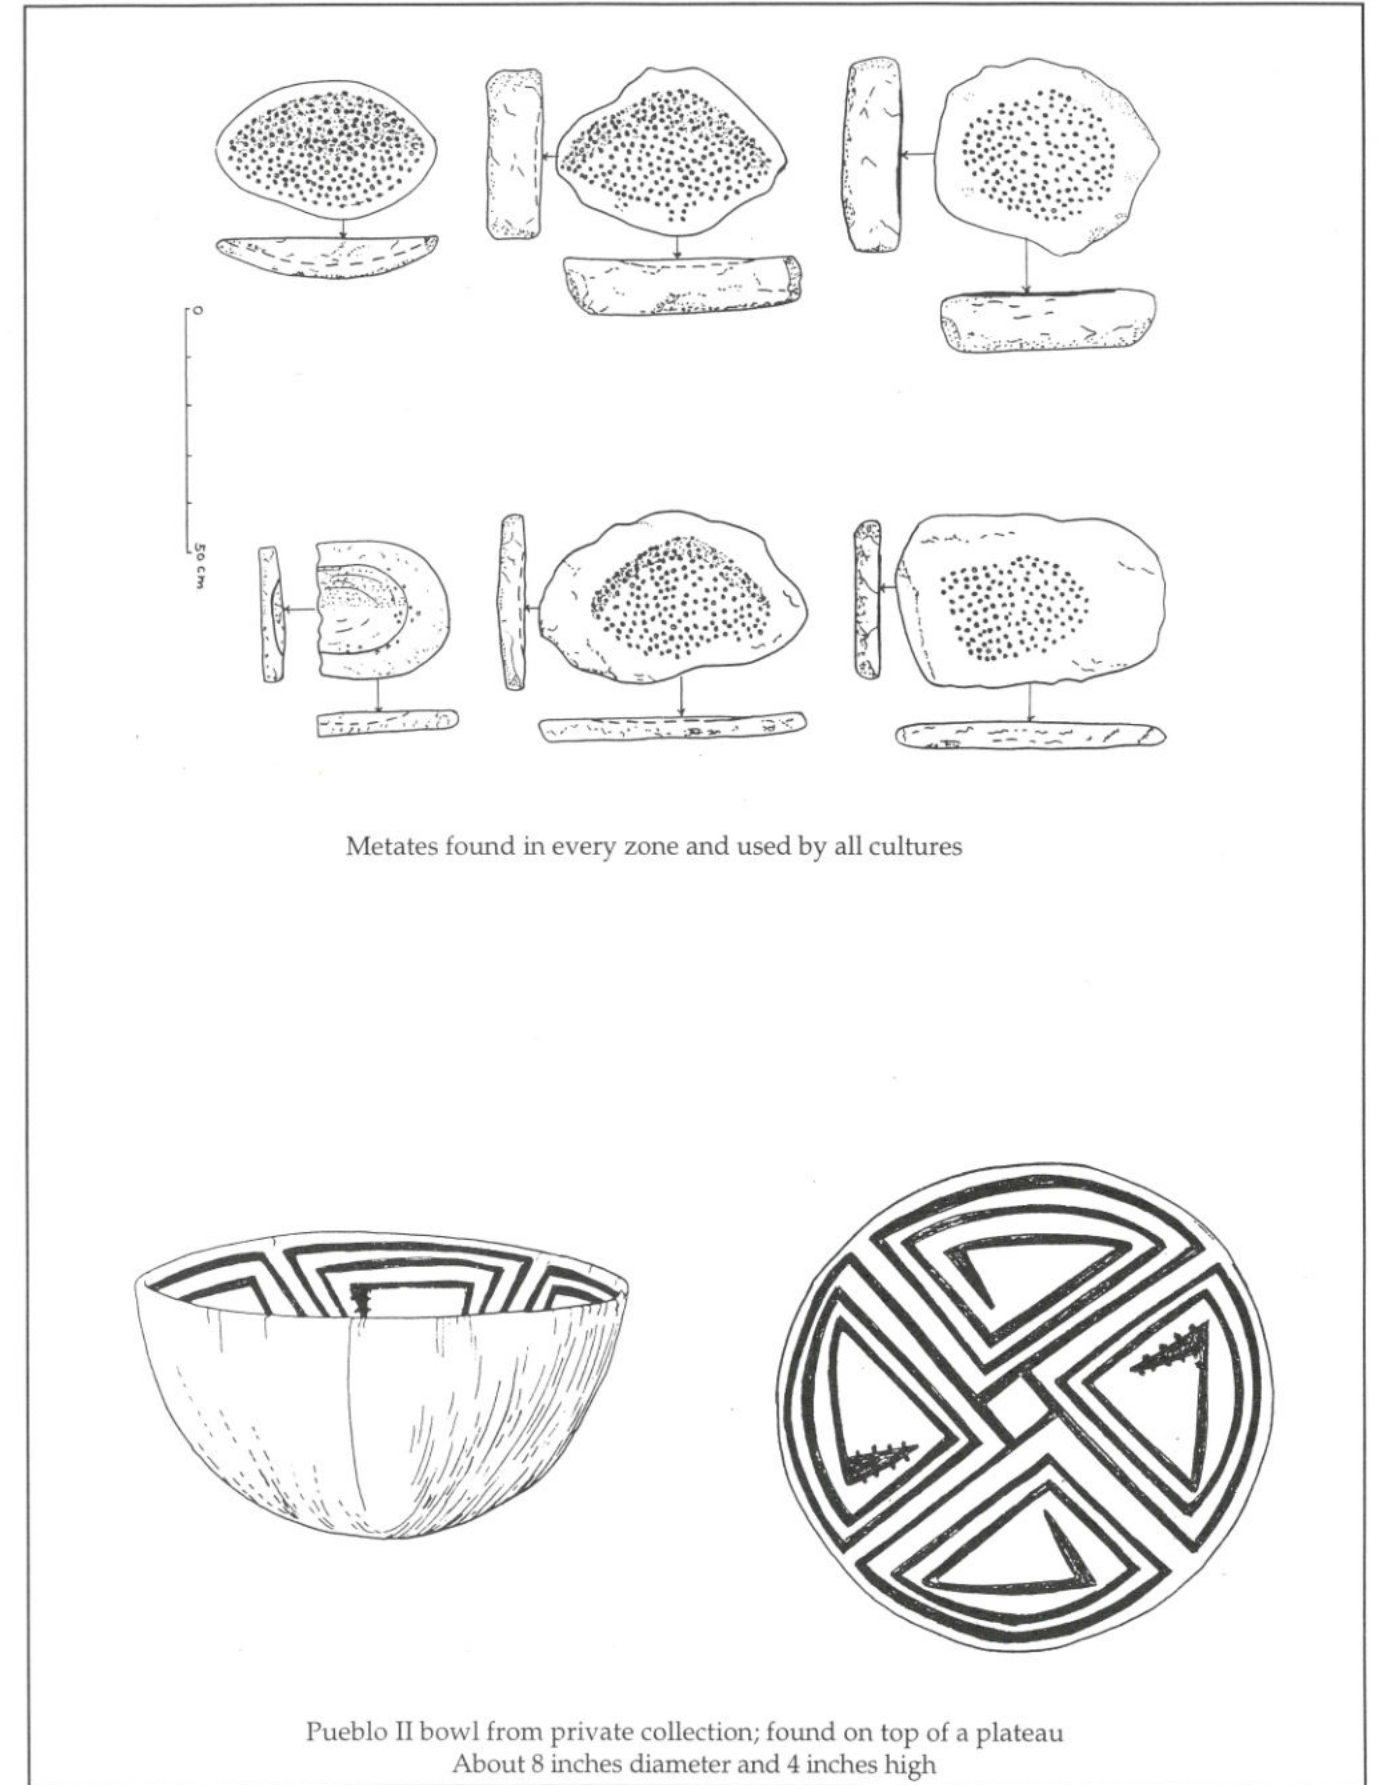 0
50 cm
Metates found in every zone and used by all cultures
Pueblo II bowl from private collection; found on top of a plateau
About 8 inches diameter and 4 inches high